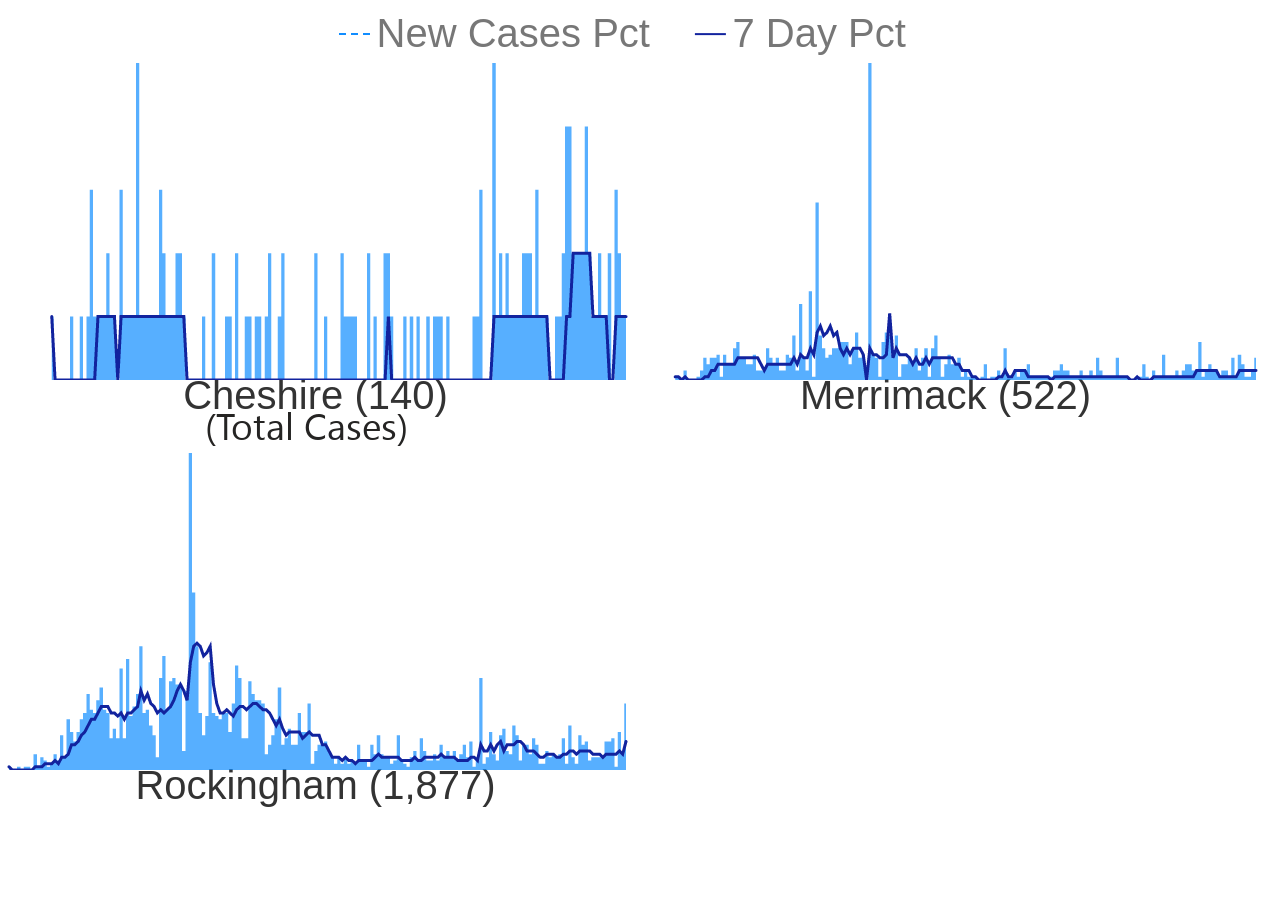 New Cases Pct 7 Day Pct
Cheshire (140)
(Total Cases)
Merrimack (522)
Rockingham (1,877)